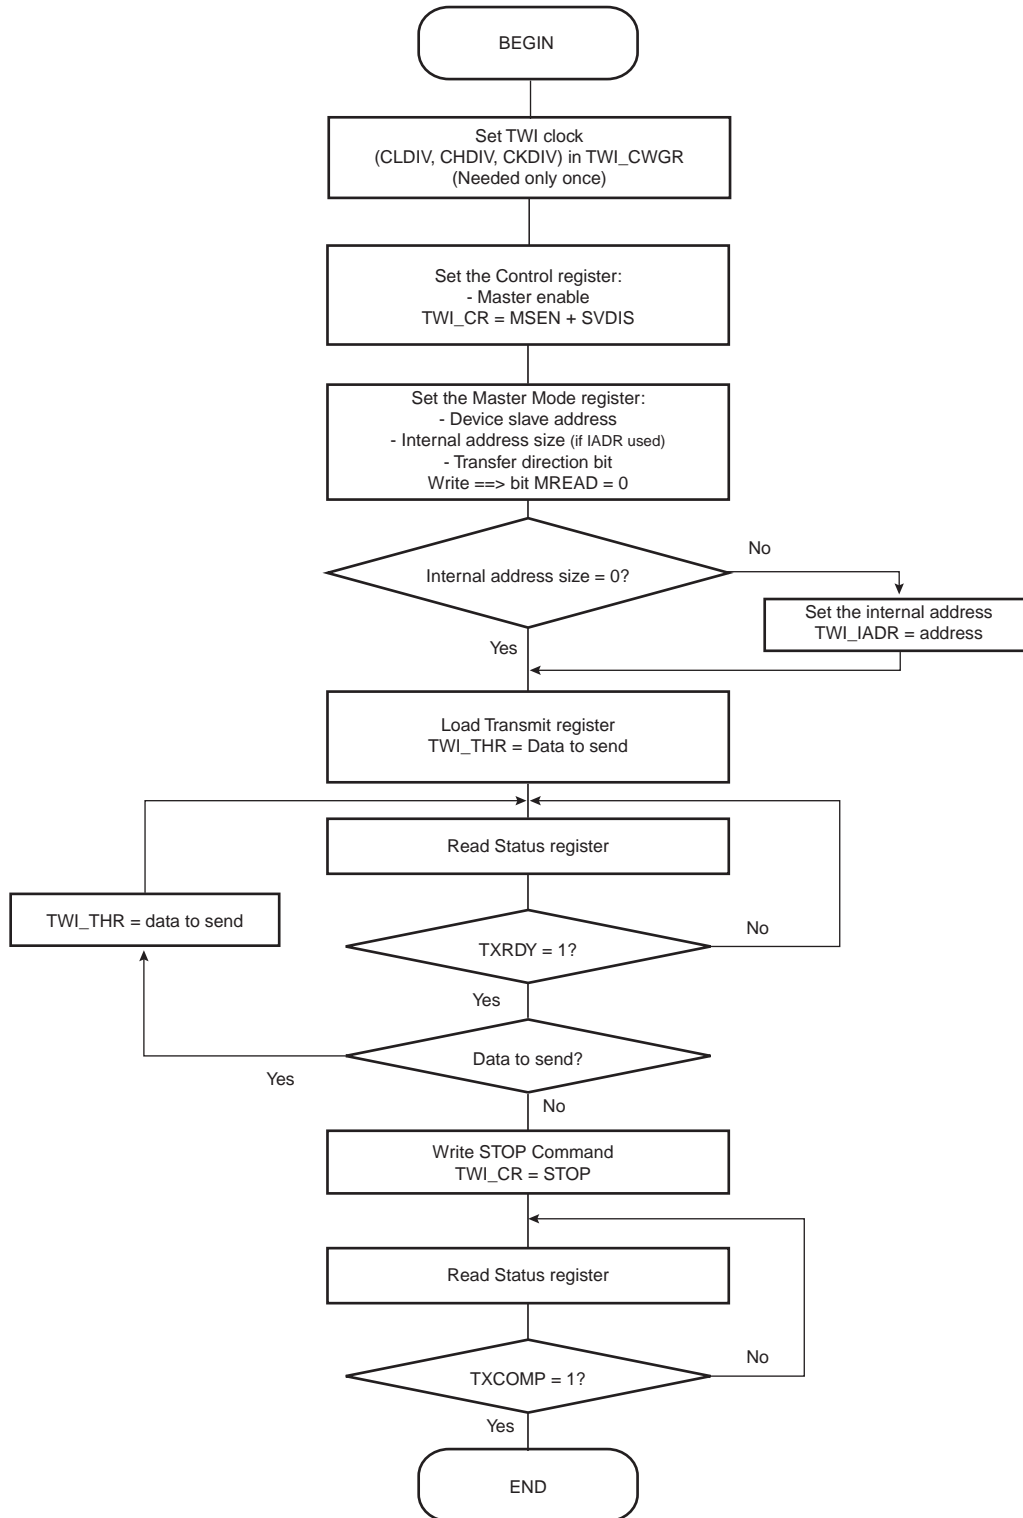 BEGIN
Set TWI clock
(CLDIV, CHDIV, CKDIV) in TWI_CWGR
(Needed only once)
Set the Control register:
- Master enable
TWI_CR = MSEN + SVDIS
Set the Master Mode register:
- Device slave address
- Internal address size (if IADR used)
- Transfer direction bit
Write ==> bit MREAD = 0
No
Internal address size = 0?
Set the internal address
TWI_IADR = address
Yes
Load Transmit register
TWI_THR = Data to send
Read Status register
TWI_THR = data to send
No
TXRDY = 1?
Yes
Data to send?
Yes
No
Write STOP Command
TWI_CR = STOP
Read Status register
No
TXCOMP = 1?
Yes
END